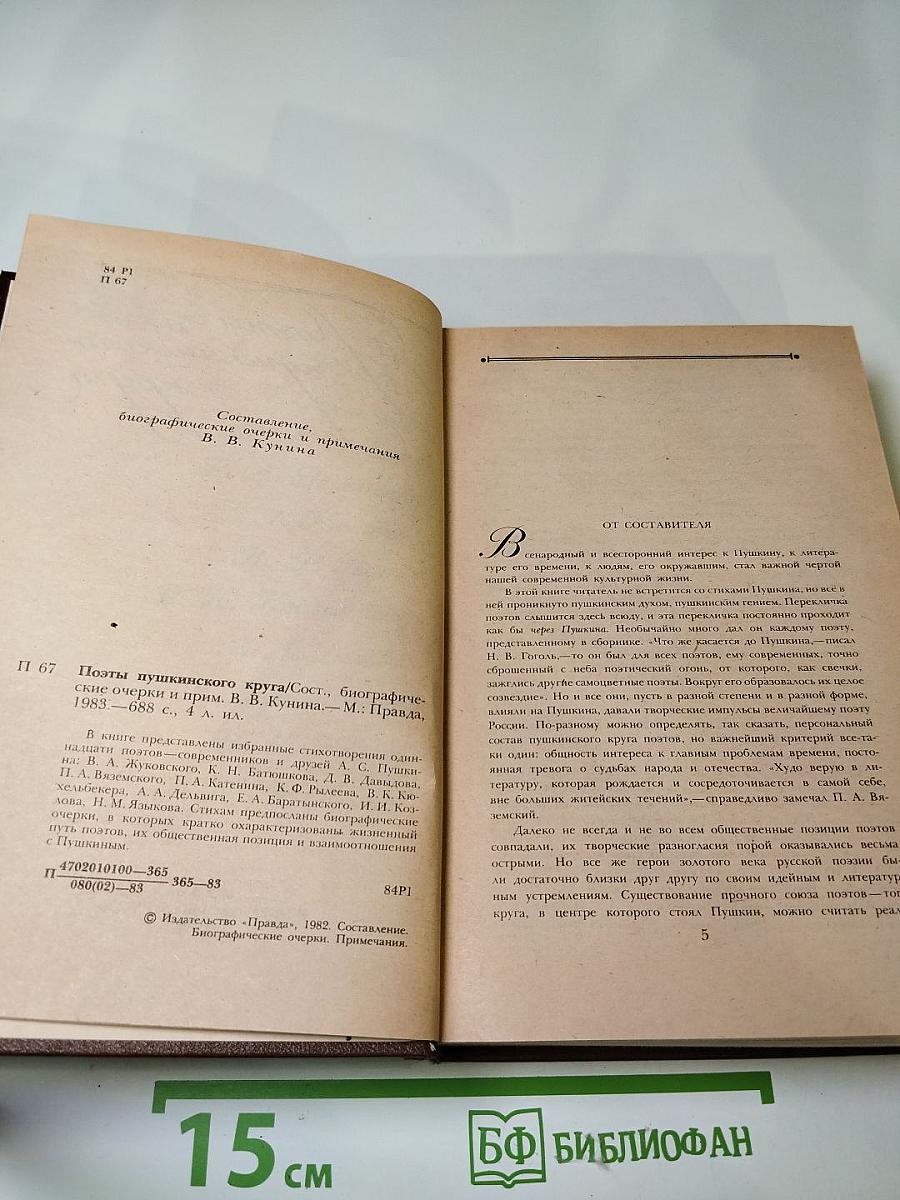 84 Р1
П 67
Составление,
биографические очерки и примечания
В. В. Кунина
П 67 Поэты пушкинского круга/Сост., биографиче-
ские очерки и прим. В. В. Кунина.— М.: Правда,
1983.—688 с., 4 л. ил.
В книге представлены избранные стихотворения один-
надцати поэтов—современников и друзей А. С. Пушки-
на: В. А. Жуковского, К. Н. Батюшкова, Д. В. Давыдова,
П. А. Вяземского, П. А. Катенина, К. Ф. Рылеева, В. К. Кю-
хельбекера, А. А. Дельвига, Е. А. Баратынского, И. И. Коз-
лова, Н. М. Языкова. Стихам предпосланы биографические
очерки, в которых кратко охарактеризованы жизненный
путь поэтов, их общественная позиция и взаимоотношения
с Пушкиным.
П 4702010100—365
080(02)—83 365—83
84Р1
© Издательство «Правда», 1982. Составление.
Биографические очерки. Примечания.
ОТ СОСТАВИТЕЛЯ
Всенародный и всесторонний интерес к Пушкину, к литера-
туре его времени, к людям, его окружавшим, стал важной чертой
нашей современной культурной жизни.
В этой книге читатель не встретится со стихами Пушкина, но всё в
ней проникнуто пушкинским духом, пушкинским гением. Перекличка
поэтов слышится здесь всюду, и эта перекличка постоянно проходит
как бы через Пушкина. Необычайно много дал он каждому поэту,
представленному в сборнике. «Что же касается до Пушкина,—писал
Н. В. Гоголь,—то он был для всех поэтов, ему современных, точно
сброшенный с неба поэтический огонь, от которого, как свечки,
зажглись другие самоцветные поэты. Вокруг его образовалось их целое
созвездие». Но и все они, пусть в разной степени и в разной форме,
влияли на Пушкина, давали творческие импульсы величайшему поэту
России. По-разному можно определять, так сказать, персональный
состав пушкинского круга поэтов, но важнейший критерий все-та-
ки один: общность интереса к главным проблемам времени, посто-
янная тревога о судьбах народа и отечества. «Худо верую в ли-
тературу, которая рождается и сосредоточивается в самой себе,
вне больших житейских течений»,—справедливо замечал П. А. Вя-
земский.
Далеко не всегда и не во всем общественные позиции поэтов
совпадали, их творческие разногласия порой оказывались весьма
острыми. Но все же герои золотого века русской поэзии бы-
ли достаточно близки друг другу по своим идейным и литератур
ным устремлениям. Существование прочного союза поэтов—тог
круга, в центре которого стоял Пушкин, можно считать реал
5
15 см
БФ БИБЛИОФАН